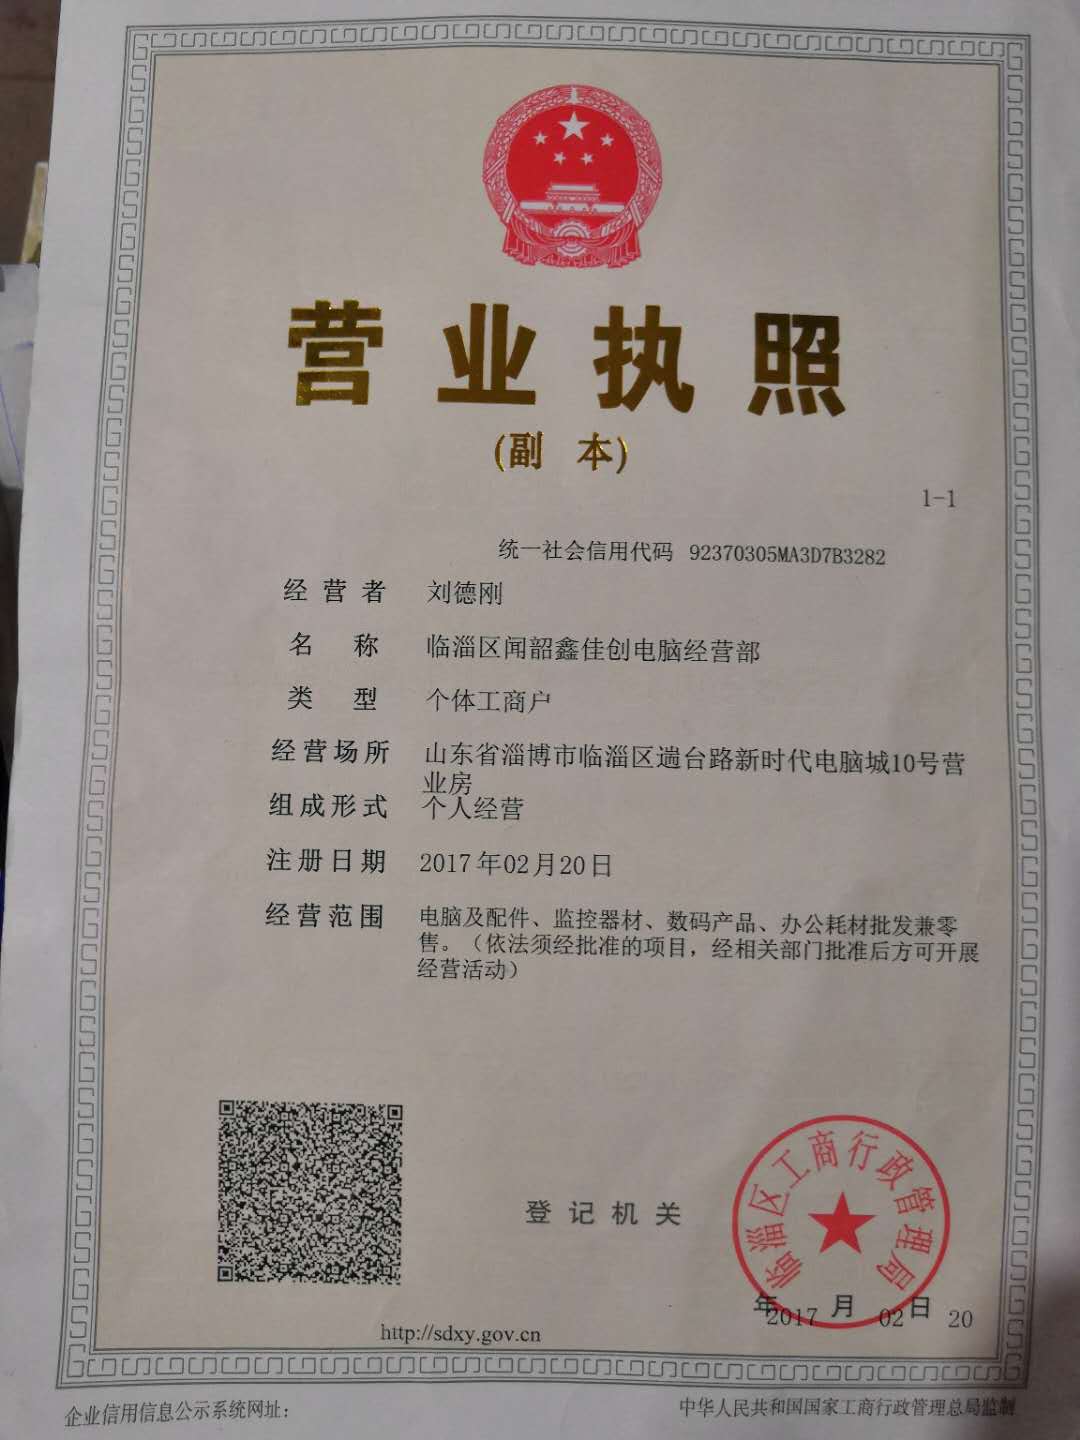 营业执照
(副 本)
1-1
统一社会信用代码 92370305MA3D7B3282
经营者 刘德刚
名称 临淄区闻韶鑫佳创电脑经营部
类型 个体工商户
经营场所 山东省淄博市临淄区遄台路新时代电脑城10号营
业房
组成形式 个人经营
注册日期 2017年02月20日
经营范围 电脑及配件、监控器材、数码产品、办公耗材批发兼零
售。（依法须经批准的项目，经相关部门批准后方可开展
经营活动）
登记机关
临淄区工商行政管理局
年2017 月 02日 20
http://sdxy.gov.cn
企业信用信息公示系统网址：
中华人民共和国国家工商行政管理总局监制